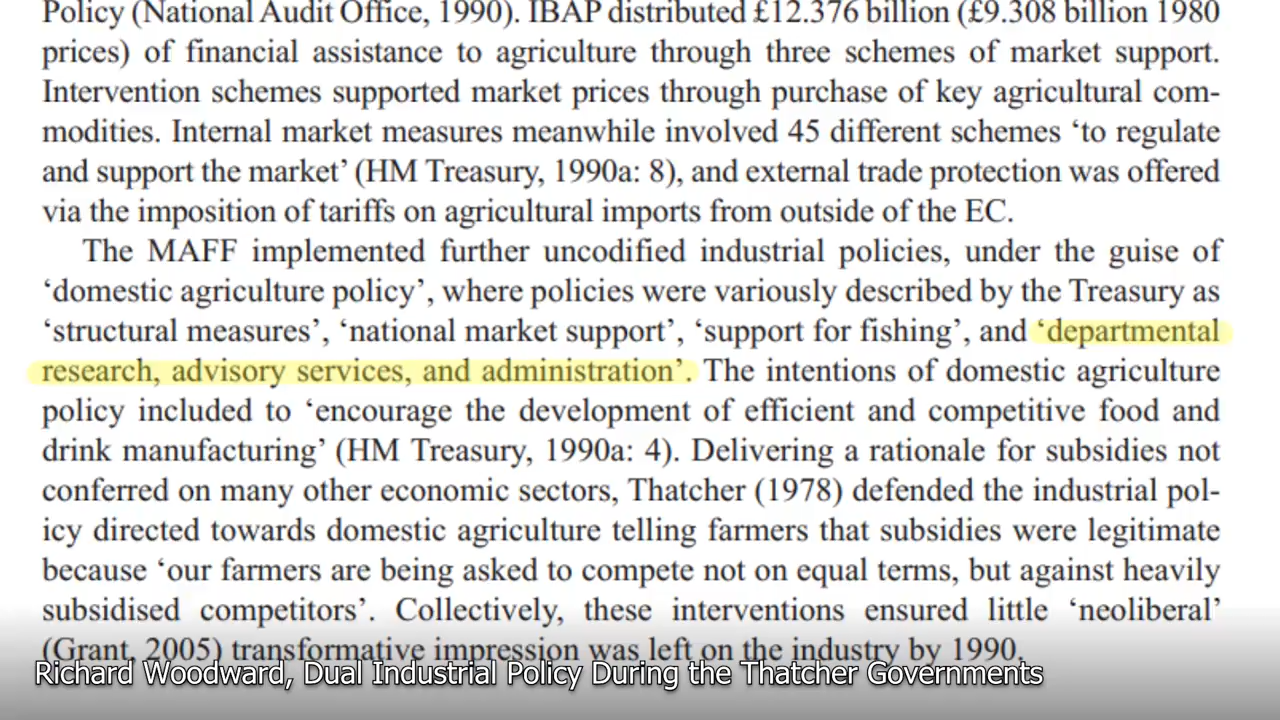 Policy (National Audit Office, 1990). IBAP distributed £12.376 billion (£9.308 billion 1980
prices) of financial assistance to agriculture through three schemes of market support.
Intervention schemes supported market prices through purchase of key agricultural com-
modities. Internal market measures meanwhile involved 45 different schemes ‘to regulate
and support the market’ (HM Treasury, 1990a: 8), and external trade protection was offered
via the imposition of tariffs on agricultural imports from outside of the EC.
The MAFF implemented further uncodified industrial policies, under the guise of
‘domestic agriculture policy’, where policies were variously described by the Treasury as
‘structural measures’, ‘national market support’, ‘support for fishing’, and ‘departmental
research, advisory services, and administration’. The intentions of domestic agriculture
policy included to ‘encourage the development of efficient and competitive food and
drink manufacturing’ (HM Treasury, 1990a: 4). Delivering a rationale for subsidies not
conferred on many other economic sectors, Thatcher (1978) defended the industrial pol-
icy directed towards domestic agriculture telling farmers that subsidies were legitimate
because ‘our farmers are being asked to compete not on equal terms, but against heavily
subsidised competitors’. Collectively, these interventions ensured little ‘neoliberal’
(Grant, 2005) transformative impression was left on the industry by 1990.
Richard Woodward, Dual Industrial Policy During the Thatcher Governments